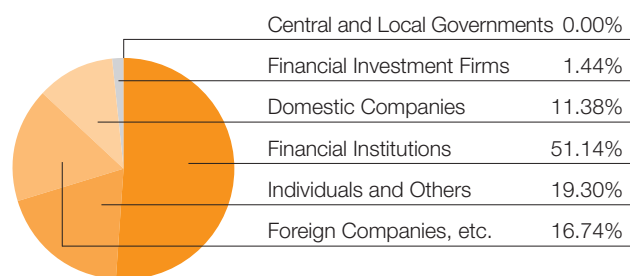 Central and Local Governments 0.00%
Financial Investment Firms 1.44%
Domestic Companies 11.38%
Financial Institutions 51.14%
Individuals and Others 19.30%
Foreign Companies, etc. 16.74%